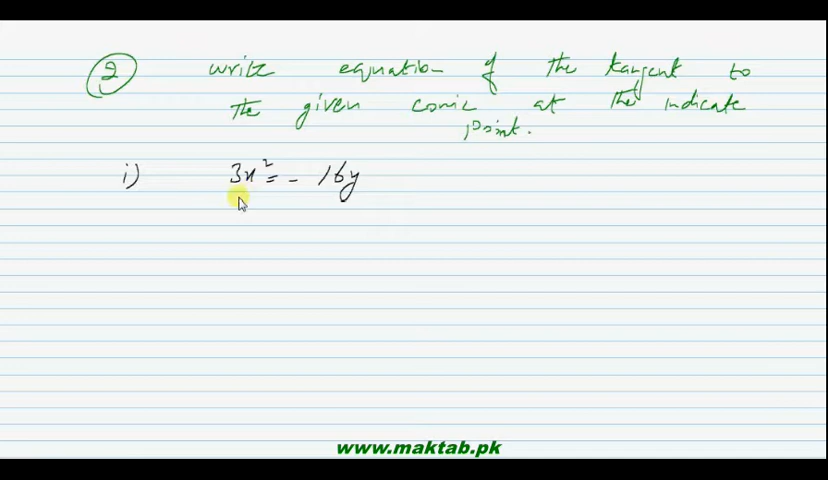 2 write equation of the tangent to
the given conic at the indicate
point.
i) 3x² = - 16y
www.maktab.pk